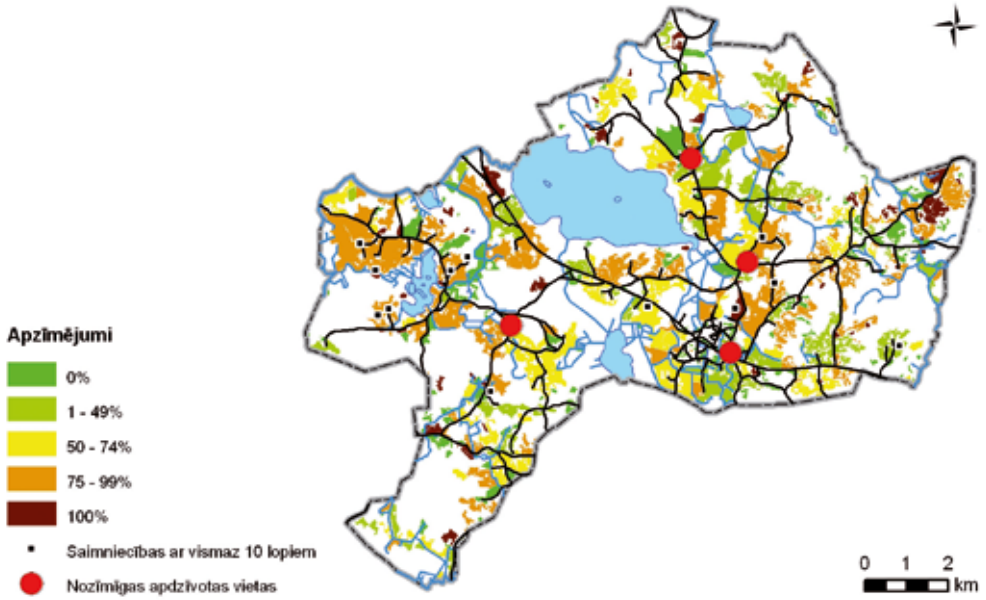 Apzīmējumi
0%
1 - 49%
50 - 74%
75 - 99%
100%
Saimniecības ar vismaz 10 lopiem
Nozīmīgas apdzīvotas vietas
0 1 2
km